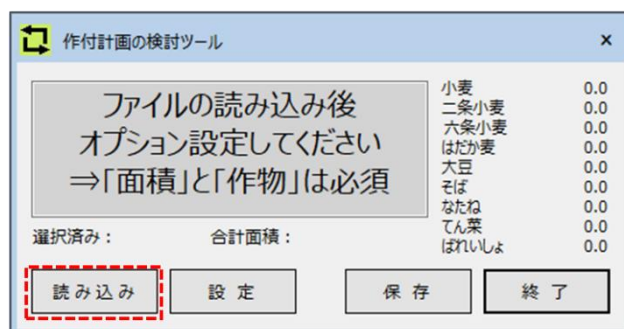 作付計画の検討ツール
×
ファイルの読み込み後
オプション設定してください
⇒「面積」と「作物」は必須
選択済み： 合計面積：
小麦 0.0
二条小麦 0.0
六条小麦 0.0
はだか麦 0.0
大豆 0.0
そば 0.0
なたね 0.0
てん菜 0.0
ばれいしょ 0.0
読み込み 設 定 保 存 終 了